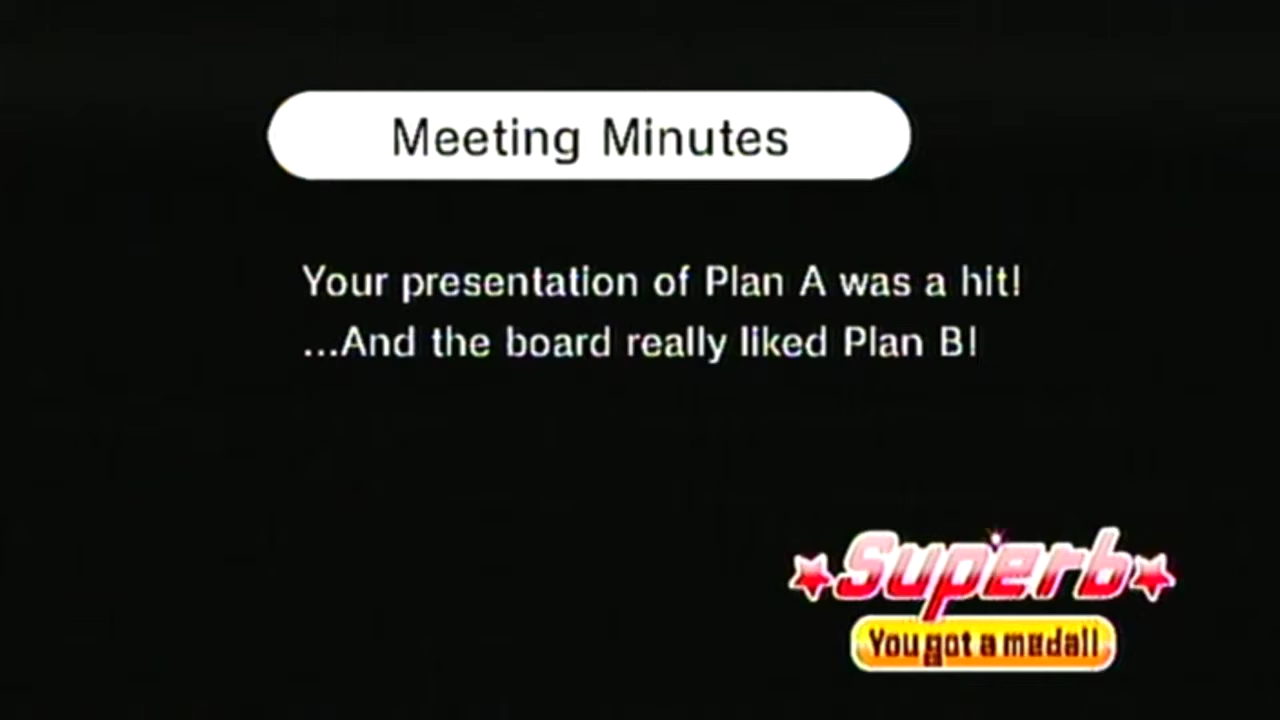 Meeting Minutes
Your presentation of Plan A was a hit!
...And the board really liked Plan B!
Superb
You got a medal!